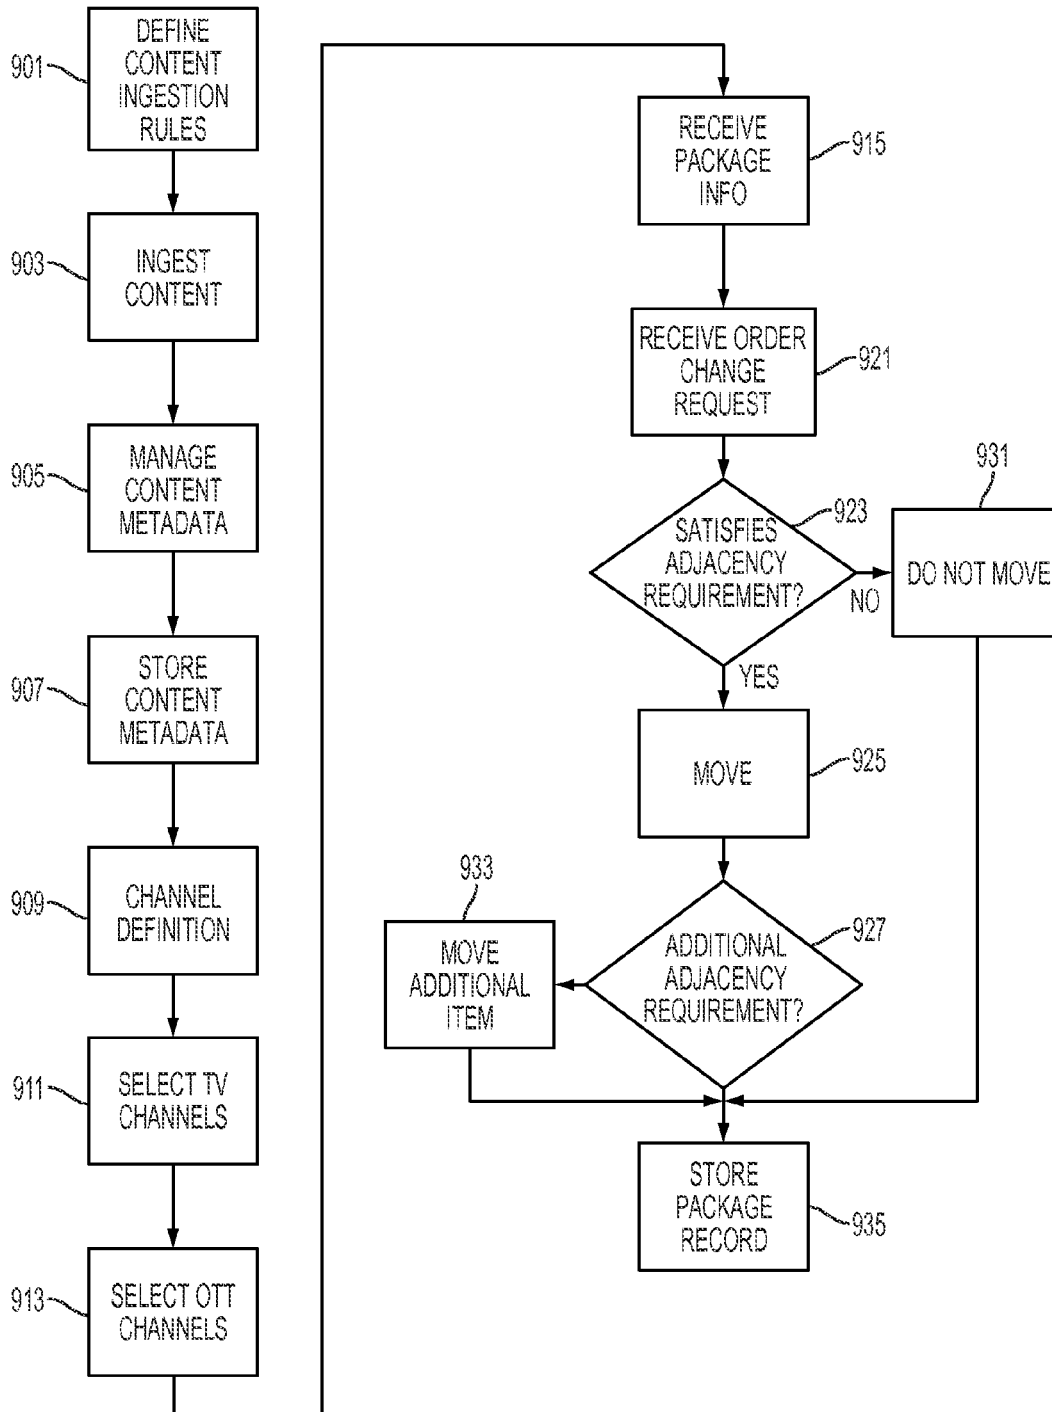 901
DEFINE
CONTENT
INGESTION
RULES
903
INGEST
CONTENT
905
MANAGE
CONTENT
METADATA
907
STORE
CONTENT
METADATA
909
CHANNEL
DEFINITION
911
SELECT TV
CHANNELS
913
SELECT OTT
CHANNELS
RECEIVE
PACKAGE
INFO
915
RECEIVE ORDER
CHANGE
REQUEST
921
SATISFIES
ADJACENCY
REQUIREMENT?
923
NO
931
DO NOT MOVE
YES
MOVE
925
ADDITIONAL
ADJACENCY
REQUIREMENT?
927
933
MOVE
ADDITIONAL
ITEM
STORE
PACKAGE
RECORD
935